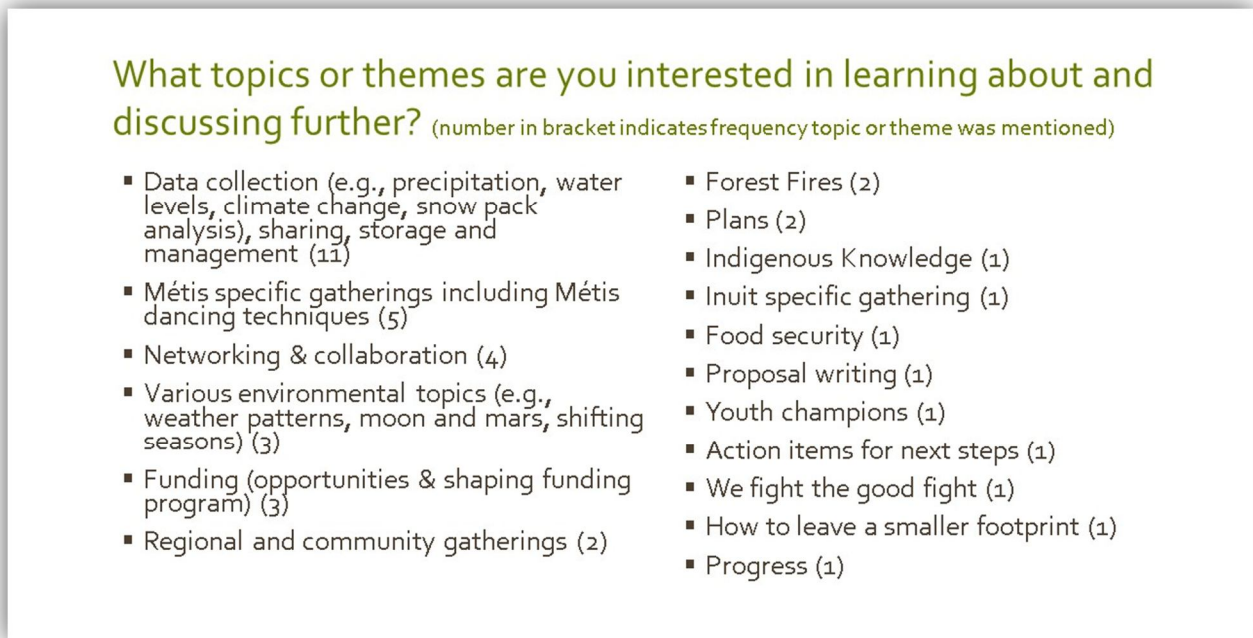 What topics or themes are you interested in learning about and
discussing further? (number in bracket indicates frequency topic or theme was mentioned)
▪ Data collection (e.g., precipitation, water
levels, climate change, snow pack
analysis), sharing, storage and
management (11)
▪ Métis specific gatherings including Métis
dancing techniques (5)
▪ Networking & collaboration (4)
▪ Various environmental topics (e.g.,
weather patterns, moon and mars, shifting
seasons) (3)
▪ Funding (opportunities & shaping funding
program) (3)
▪ Regional and community gatherings (2)
▪ Forest Fires (2)
▪ Plans (2)
▪ Indigenous Knowledge (1)
▪ Inuit specific gathering (1)
▪ Food security (1)
▪ Proposal writing (1)
▪ Youth champions (1)
▪ Action items for next steps (1)
▪ We fight the good fight (1)
▪ How to leave a smaller footprint (1)
▪ Progress (1)